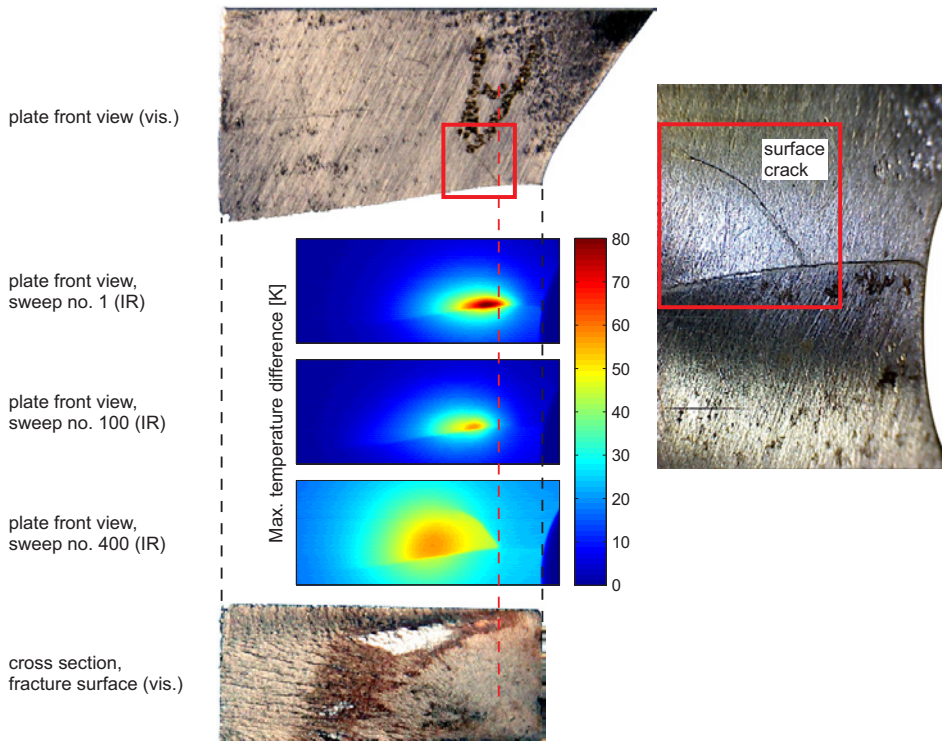 plate front view (vis.)
surface
crack
plate front view,
sweep no. 1 (IR)
plate front view,
sweep no. 100 (IR)
plate front view,
sweep no. 400 (IR)
Max. temperature difference [K]
80
70
60
50
40
30
20
10
0
cross section,
fracture surface (vis.)